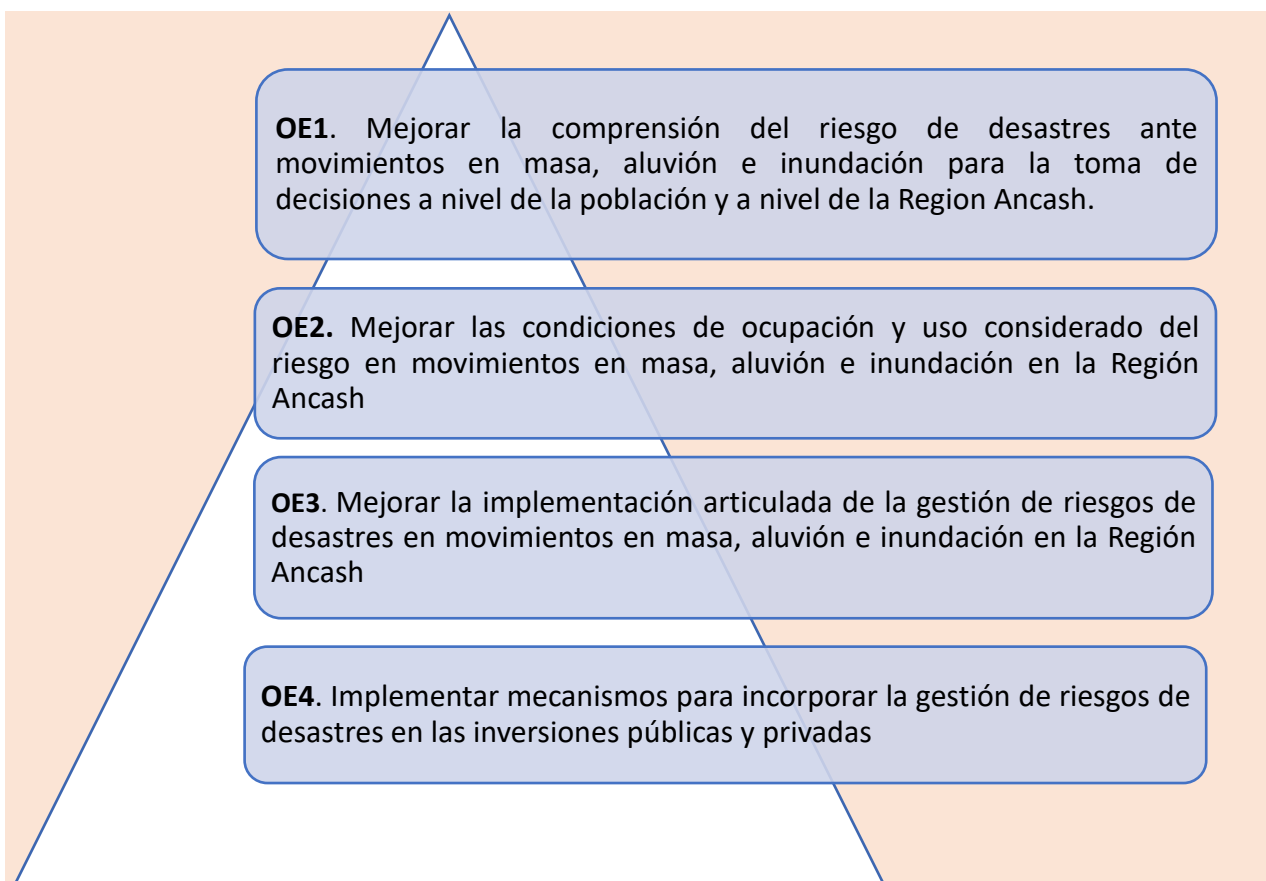 OE1. Mejorar la comprensión del riesgo de desastres ante
movimientos en masa, aluvión e inundación para la toma de
decisiones a nivel de la población y a nivel de la Region Ancash.
OE2. Mejorar las condiciones de ocupación y uso considerado del
riesgo en movimientos en masa, aluvión e inundación en la Región
Ancash
OE3. Mejorar la implementación articulada de la gestión de riesgos de
desastres en movimientos en masa, aluvión e inundación en la Región
Ancash
OE4. Implementar mecanismos para incorporar la gestión de riesgos de
desastres en las inversiones públicas y privadas